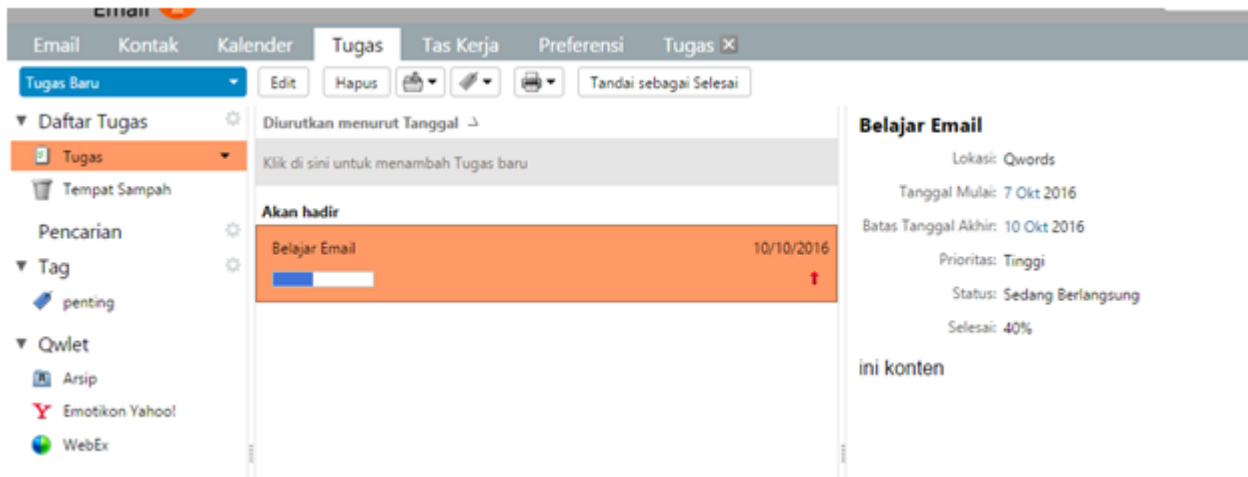 Email
Email Kontak Kalender Tugas Tas Kerja Preferensi Tugas
Tugas Baru Edit Hapus Tandai sebagai Selesai
Daftar Tugas
Tugas
Tempat Sampah
Pencarian
Tag
penting
Qwlet
Arsip
Emotikon Yahoo!
WebEx
Diurutkan menurut Tanggal
Klik di sini untuk menambah Tugas baru
Akan hadir
Belajar Email 10/10/2016
Belajar Email
Lokasi: Qwords
Tanggal Mulai: 7 Okt 2016
Batas Tanggal Akhir: 10 Okt 2016
Prioritas: Tinggi
Status: Sedang Berlangsung
Selesai: 40%
ini konten